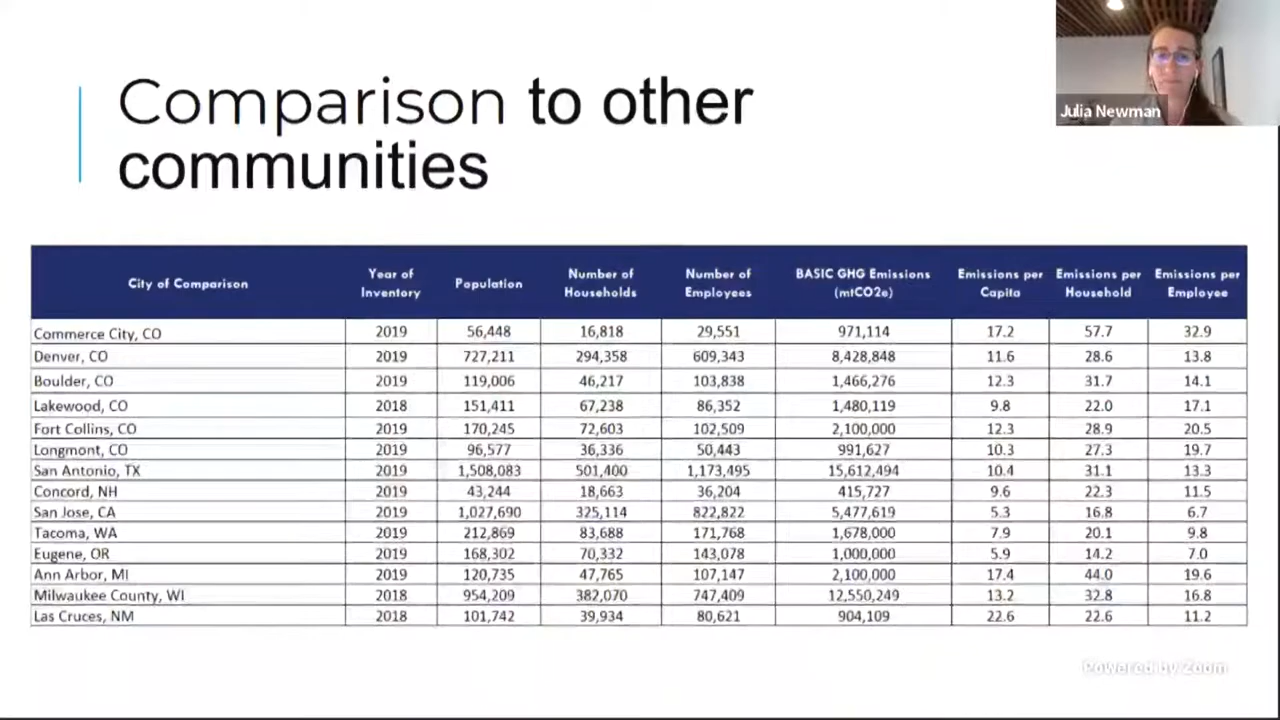 Comparison to other
communities
Julia Newman
City of Comparison Year of Inventory Population Number of Households Number of Employees BASIC GHG Emissions (mtCO2e) Emissions per Capita Emissions per Household Emissions per Employee
Commerce City, CO 2019 56,448 16,818 29,551 971,114 17.2 57.7 32.9
Denver, CO 2019 727,211 294,358 609,343 8,428,848 11.6 28.6 13.8
Boulder, CO 2019 119,006 46,217 103,838 1,466,276 12.3 31.7 14.1
Lakewood, CO 2018 151,411 67,238 86,352 1,480,119 9.8 22.0 17.1
Fort Collins, CO 2019 170,245 72,603 102,509 2,100,000 12.3 28.9 20.5
Longmont, CO 2019 96,577 36,336 50,443 991,627 10.3 27.3 19.7
San Antonio, TX 2019 1,508,083 501,400 1,173,495 15,612,494 10.4 31.1 13.3
Concord, NH 2019 43,244 18,663 36,204 415,727 9.6 22.3 11.5
San Jose, CA 2019 1,027,690 325,114 822,822 5,477,619 5.3 16.8 6.7
Tacoma, WA 2019 212,869 83,688 171,768 1,678,000 7.9 20.1 9.8
Eugene, OR 2019 168,302 70,332 143,078 1,000,000 5.9 14.2 7.0
Ann Arbor, MI 2019 120,735 47,765 107,147 2,100,000 17.4 44.0 19.6
Milwaukee County, WI 2018 954,209 382,070 747,409 12,550,249 13.2 32.8 16.8
Las Cruces, NM 2018 101,742 39,934 80,621 904,109 22.6 22.6 11.2
Powered by Zoom